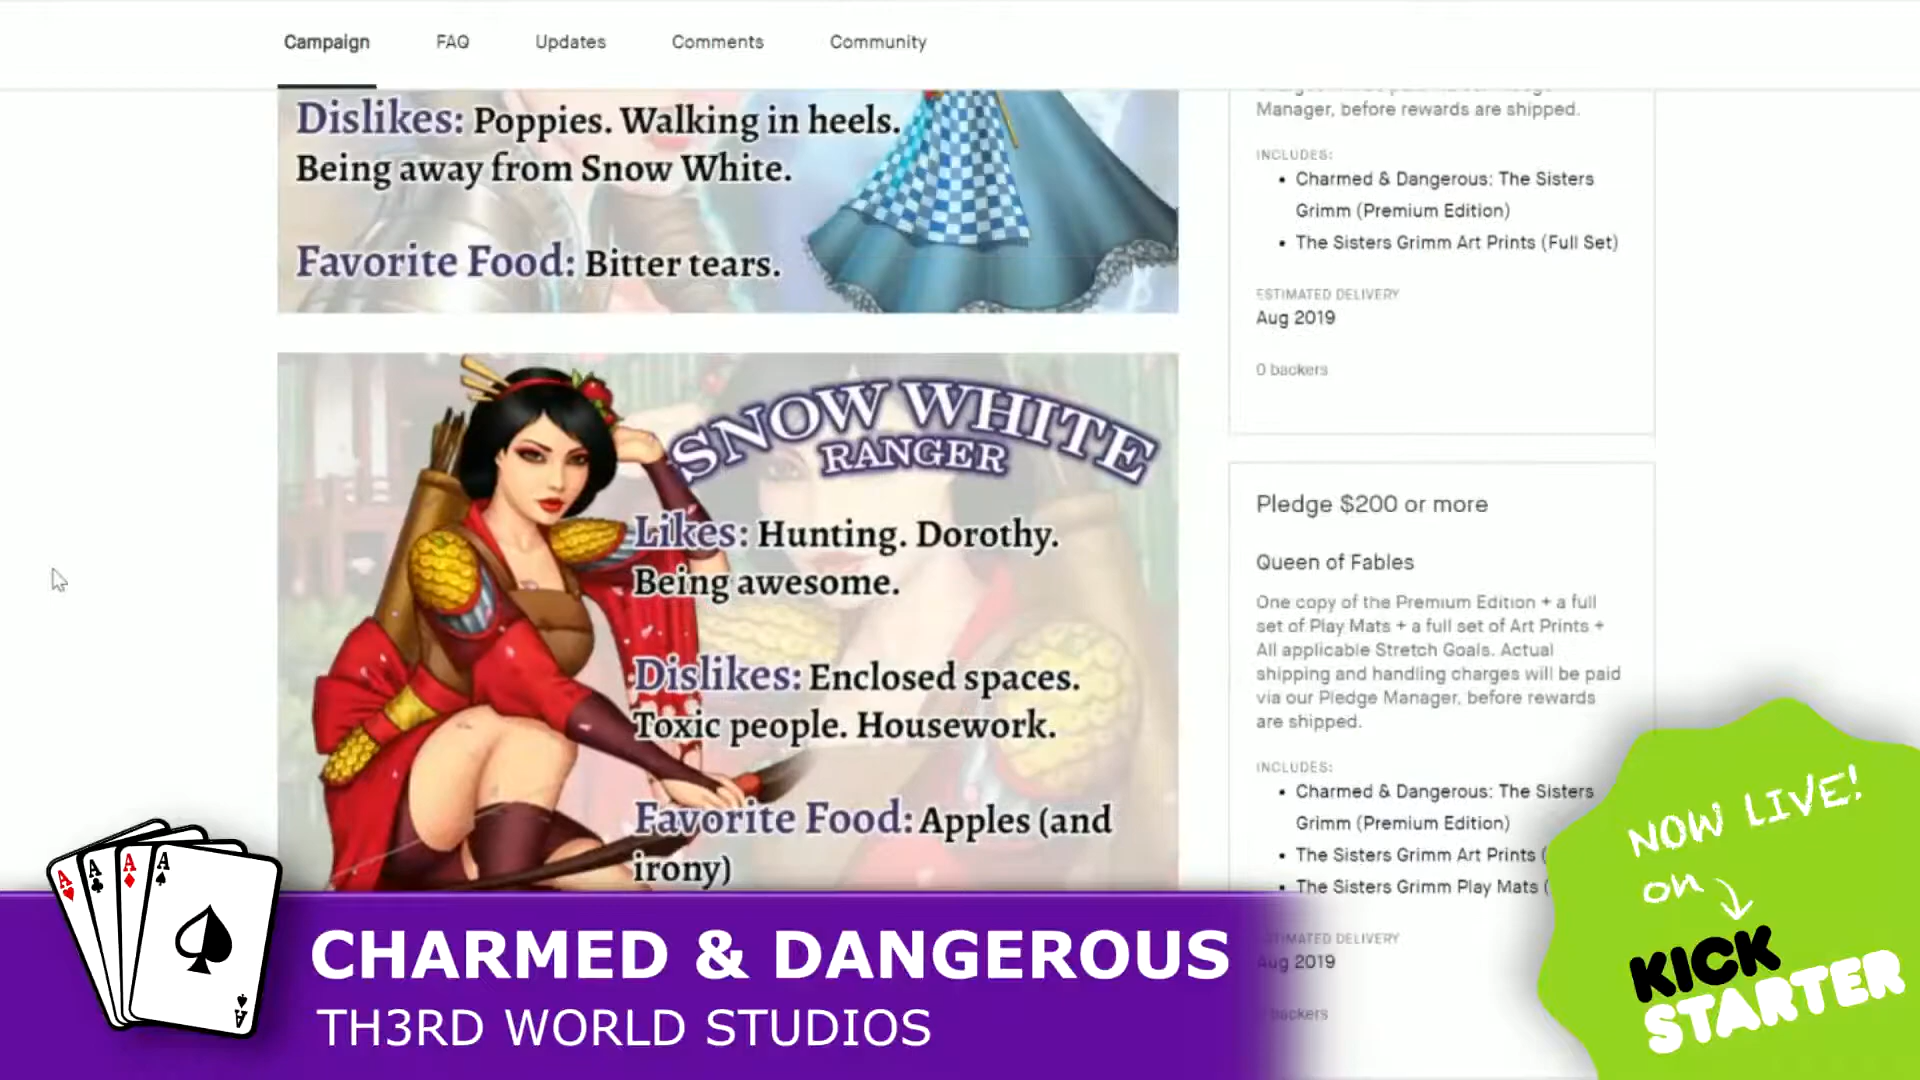 Campaign
FAQ
Updates
Comments
Community
Dislikes: Poppies. Walking in heels.
Being away from Snow White.
Favorite Food: Bitter tears.
SNOW WHITE
RANGER
Likes: Hunting. Dorothy.
Being awesome.
Dislikes: Enclosed spaces.
Toxic people. Housework.
Favorite Food: Apples (and
irony)
Manager, before rewards are shipped.
INCLUDES:
• Charmed & Dangerous: The Sisters
Grimm (Premium Edition)
• The Sisters Grimm Art Prints (Full Set)
ESTIMATED DELIVERY
Aug 2019
0 backers
Pledge $200 or more
Queen of Fables
One copy of the Premium Edition + a full
set of Play Mats + a full set of Art Prints +
All applicable Stretch Goals. Actual
shipping and handling charges will be paid
via our Pledge Manager, before rewards
are shipped.
INCLUDES:
• Charmed & Dangerous: The Sisters
Grimm (Premium Edition)
• The Sisters Grimm Art Prints (
• The Sisters Grimm Play Mats (
ESTIMATED DELIVERY
Aug 2019
backers
A A A A
A
CHARMED & DANGEROUS
TH3RD WORLD STUDIOS
NOW LIVE!
on
KICK
STARTER